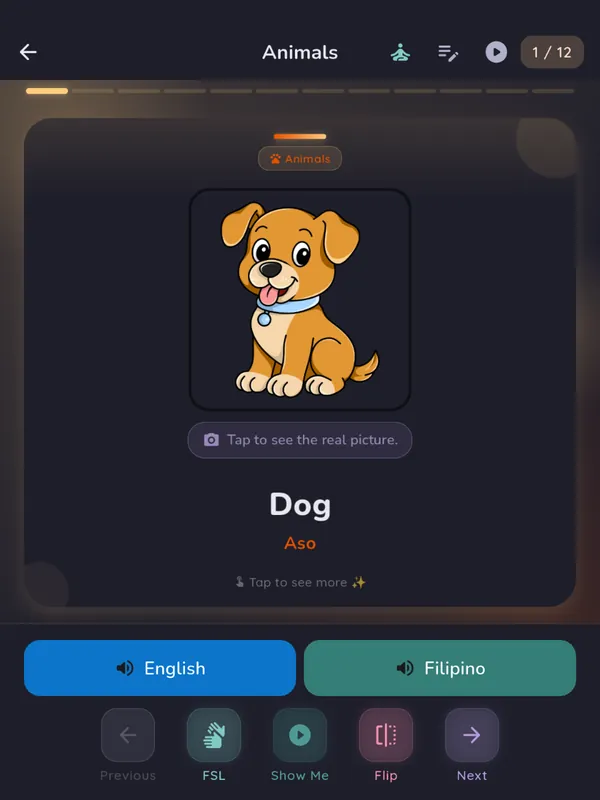 Animals
1 / 12
Animals
Tap to see the real picture.
Dog
Aso
Tap to see more ✨
English
Filipino
Previous
FSL
Show Me
Flip
Next